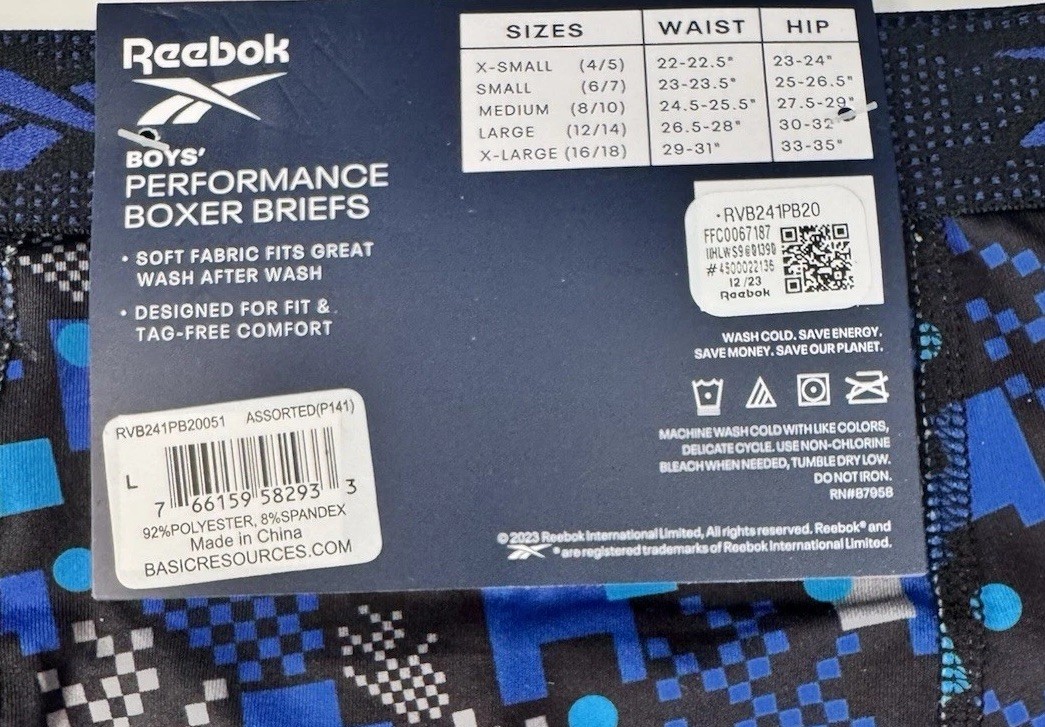 Reebok
BOYS'
PERFORMANCE
BOXER BRIEFS
• SOFT FABRIC FITS GREAT
WASH AFTER WASH
• DESIGNED FOR FIT &
TAG-FREE COMFORT
SIZES WAIST HIP
X-SMALL (4/5) 22-22.5" 23-24"
SMALL (6/7) 23-23.5" 25-26.5"
MEDIUM (8/10) 24.5-25.5" 27.5-29"
LARGE (12/14) 26.5-28" 30-32"
X-LARGE (16/18) 29-31" 33-35"
•RVB241PB20
FFC0067187
#4500022136
12/23
Reebok
WASH COLD. SAVE ENERGY.
SAVE MONEY. SAVE OUR PLANET.
MACHINE WASH COLD WITH LIKE COLORS,
DELICATE CYCLE. USE NON-CHLORINE
BLEACH WHEN NEEDED, TUMBLE DRY LOW.
DO NOT IRON.
RN#87958
RVB241PB20051 ASSORTED(P141)
L
7 66159 58293 3
92%POLYESTER, 8%SPANDEX
Made in China
BASICRESOURCES.COM
© 2023 Reebok International Limited, All rights reserved. Reebok® and
® are registered trademarks of Reebok International Limited.